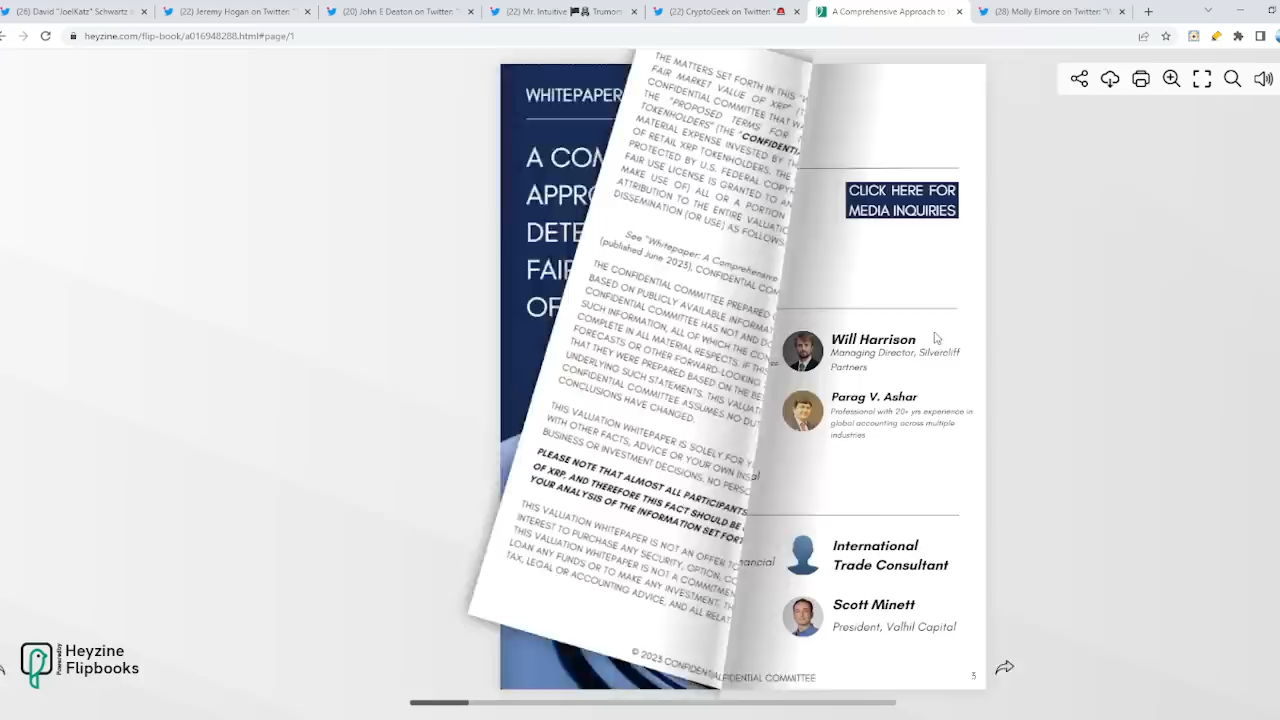 (26) David "JoelKatz" Schwartz
(22) Jeremy Hogan on Twitter: "
(20) John E Deaton on Twitter: "
(22) Mr. Intuitive
(22) CryptoGeek on Twitter: "
A Comprehensive Approach to
(28) Molly Elmore on Twitter: "
heyzine.com/flip-book/a016948288.html#page/1
WHITEPAPER
A COM
APPRO
DETE
FAIR
OF
THE MATTERS SET FORTH IN THIS "
FAIR MARKET VALUE OF XRP" (
CONFIDENTIAL COMMITTEE THAT WA
THE "PROPOSED TERMS FOR
TOKENHOLDERS" (THE "CONFIDENTI
MATERIAL EXPENSE INVESTED BY T
OF RETAIL XRP TOKENHOLDERS. THE
PROTECTED BY U.S. FEDERAL COPY
FAIR USE LICENSE IS GRANTED TO AN
MAKE USE OF) ALL OR A PORTION
ATTRIBUTION TO THE ENTIRE VALUATIO
DISSEMINATION (OR USE) AS FOLLOWS
See "Whitepaper: A Comprehensive
(published June 2023), CONFIDENTIAL COM
THE CONFIDENTIAL COMMITTEE PREPARED
BASED ON PUBLICLY AVAILABLE INFORMAT
CONFIDENTIAL COMMITTEE HAS NOT AND D
SUCH INFORMATION, ALL OF WHICH THE CON
COMPLETE IN ALL MATERIAL RESPECTS. IF THIS
FORECASTS OR OTHER FORWARD-LOOKING
THAT THEY WERE PREPARED BASED ON THE BE
UNDERLYING SUCH STATEMENTS. THIS VALUAT
CONFIDENTIAL COMMITTEE ASSUMES NO DU
CONCLUSIONS HAVE CHANGED.
THIS VALUATION WHITEPAPER IS SOLELY FOR Y
WITH OTHER FACTS, ADVICE OR YOUR OWN INS
BUSINESS OR INVESTMENT DECISIONS. NO PERSO
PLEASE NOTE THAT ALMOST ALL PARTICIPANTS
OF XRP, AND THEREFORE THIS FACT SHOULD BE
YOUR ANALYSIS OF THE INFORMATION SET FORT
THIS VALUATION WHITEPAPER IS NOT AN OFFER TO
INTEREST TO PURCHASE ANY SECURITY, OPTION, CO
THIS VALUATION WHITEPAPER IS NOT A COMMITMEN
LOAN ANY FUNDS OR TO MAKE ANY INVESTMENT. TH
TAX, LEGAL OR ACCOUNTING ADVICE, AND ALL RELAT
© 2023 CONFIDENT
CLICK HERE FOR
MEDIA INQUIRIES
Will Harrison
Managing Director, Silvercliff
Partners
Parag V. Ashar
Professional with 20+ yrs experience in
global accounting across multiple
industries
International
Trade Consultant
Scott Minett
President, Valhil Capital
FIDENTIAL COMMITTEE
3
Powered by
Heyzine
Flipbooks